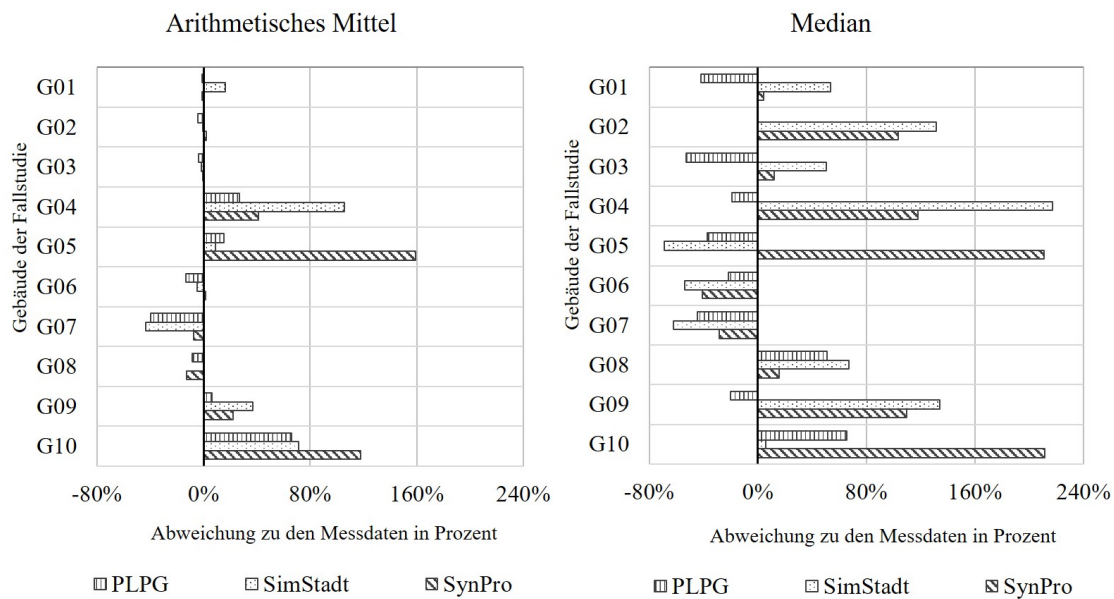 Arithmetisches Mittel
-80% 0% 80% 160% 240%
G01
G02
G03
G04
G05
G06
G07
G08
G09
G10
Gebäude der Fallstudie
Abweichung zu den Messdaten in Prozent
PLPG SimStadt SynPro
Median
-80% 0% 80% 160% 240%
G01
G02
G03
G04
G05
G06
G07
G08
G09
G10
Gebäude der Fallstudie
Abweichung zu den Messdaten in Prozent
PLPG SimStadt SynPro